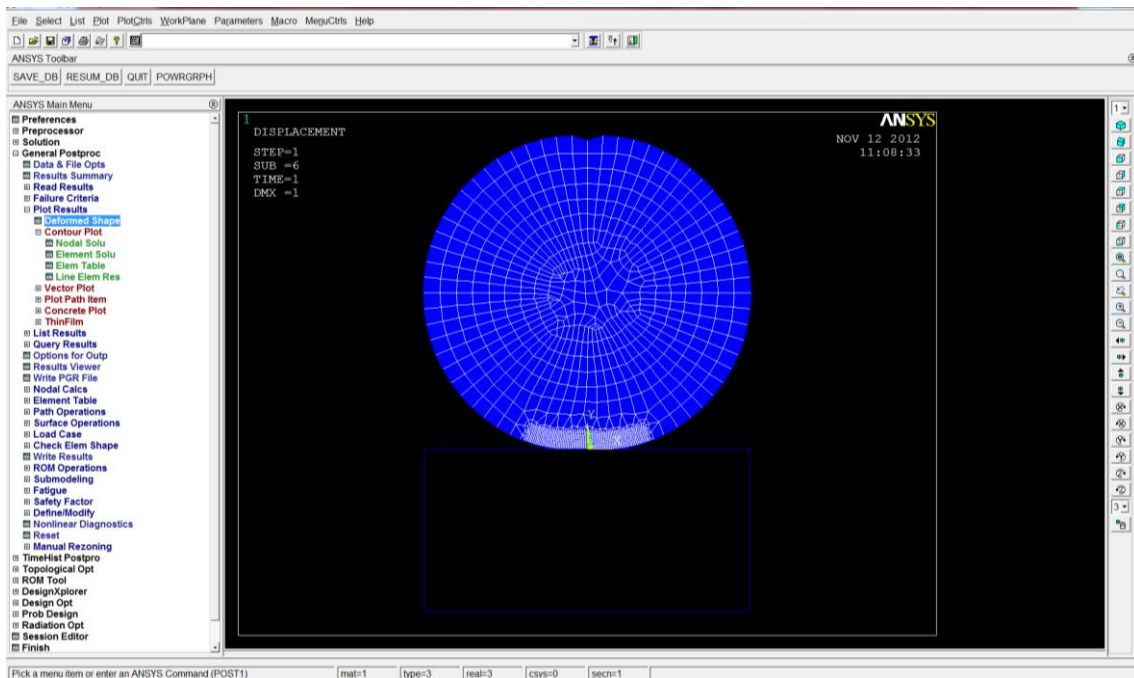 File Select List Plot PlotCtrls WorkPlane Parameters Macro MenuCtrls Help
ANSYS Toolbar
SAVE_DB RESUM_DB QUIT POWRGRPH
ANSYS Main Menu
Preferences
Preprocessor
Solution
General Postproc
Data & File Opts
Results Summary
Read Results
Failure Criteria
Plot Results
Deformed Shape
Contour Plot
Nodal Solu
Element Solu
Elem Table
Line Elem Res
Vector Plot
Plot Path Item
Concrete Plot
ThinFilm
List Results
Query Results
Options for Outp
Results Viewer
Write PGR File
Nodal Calcs
Element Table
Path Operations
Surface Operations
Load Case
Check Elem Shape
Write Results
ROM Operations
Submodeling
Fatigue
Safety Factor
Define/Modify
Nonlinear Diagnostics
Reset
Manual Rezoning
TimeHist Postpro
Topological Opt
ROM Tool
DesignXplorer
Design Opt
Prob Design
Radiation Opt
Session Editor
Finish
1
DISPLACEMENT
STEP=1
SUB =6
TIME=1
DMX =1
ANSYS
NOV 12 2012
11:08:33
Y
X
1
3
Pick a menu item or enter an ANSYS Command (POST1) mat=1 type=3 real=3 csys=0 secn=1